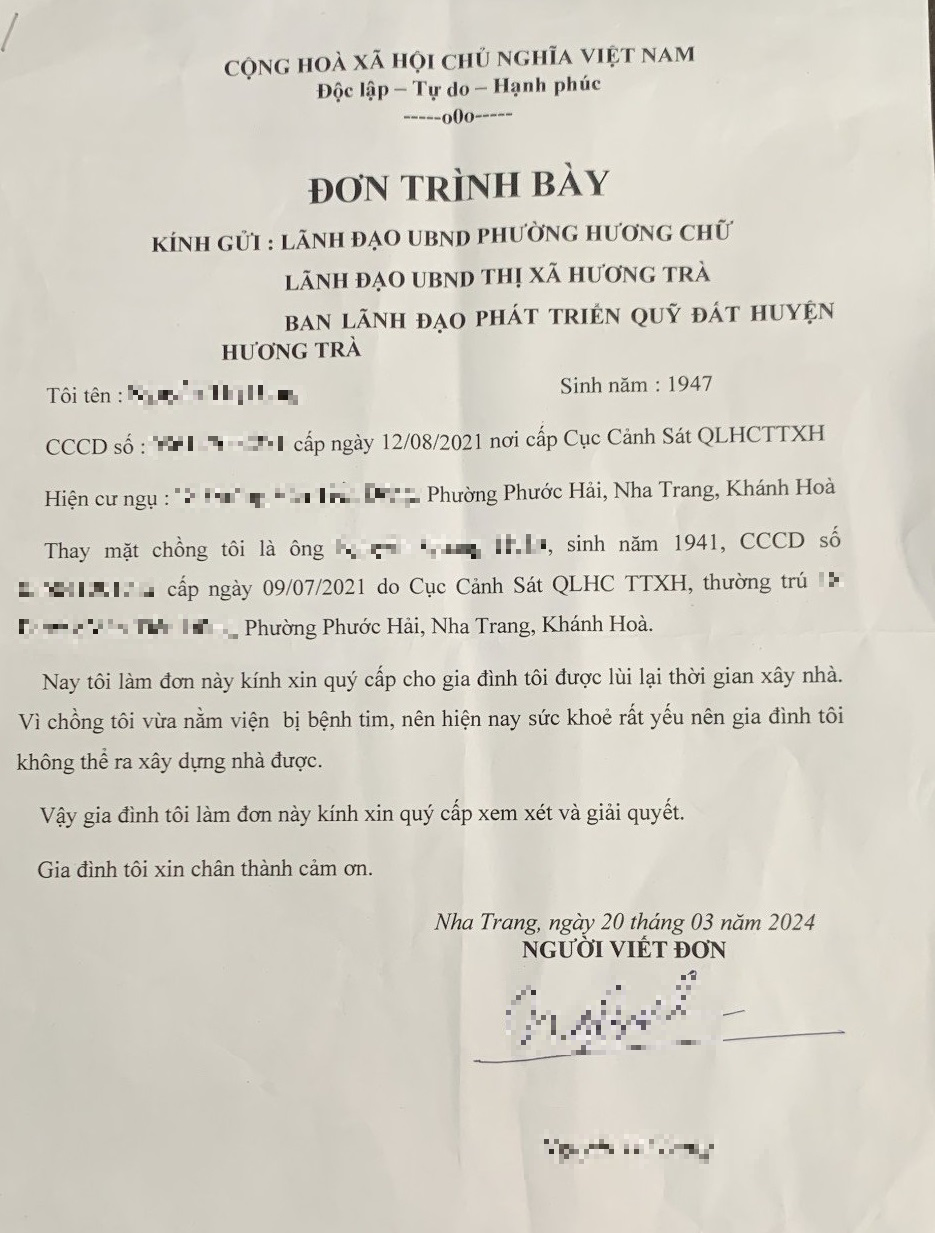 CỘNG HOÀ XÃ HỘI CHỦ NGHĨA VIỆT NAM
Độc lập – Tự do – Hạnh phúc
-----o0o-----
ĐƠN TRÌNH BÀY
KÍNH GỬI : LÃNH ĐẠO UBND PHƯỜNG HƯƠNG CHỮ
LÃNH ĐẠO UBND THỊ XÃ HƯƠNG TRÀ
BAN LÃNH ĐẠO PHÁT TRIỂN QUỸ ĐẤT HUYỆN
HƯƠNG TRÀ
Tôi tên : Sinh năm : 1947
CCCD số : cấp ngày 12/08/2021 nơi cấp Cục Cảnh Sát QLHCTTXH
Hiện cư ngụ : Phường Phước Hải, Nha Trang, Khánh Hoà
Thay mặt chồng tôi là ông , sinh năm 1941, CCCD số
cấp ngày 09/07/2021 do Cục Cảnh Sát QLHC TTXH, thường trú
Phường Phước Hải, Nha Trang, Khánh Hoà.
Nay tôi làm đơn này kính xin quý cấp cho gia đình tôi được lùi lại thời gian xây nhà.
Vì chồng tôi vừa nằm viện bị bệnh tim, nên hiện nay sức khoẻ rất yếu nên gia đình tôi
không thể ra xây dựng nhà được.
Vậy gia đình tôi làm đơn này kính xin quý cấp xem xét và giải quyết.
Gia đình tôi xin chân thành cảm ơn.
Nha Trang, ngày 20 tháng 03 năm 2024
NGƯỜI VIẾT ĐƠN